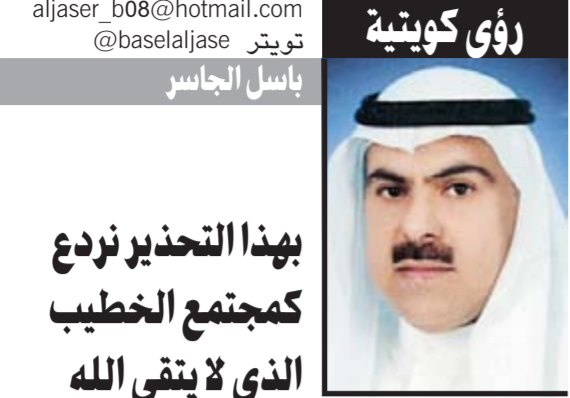 رؤى كويتية
aljaser_b08@hotmail.com
تويتر @baselaljase
باسل الجاسر
بهذا التحذير نردع
كمجتمع الخطيب
الذي لا يتقي الله